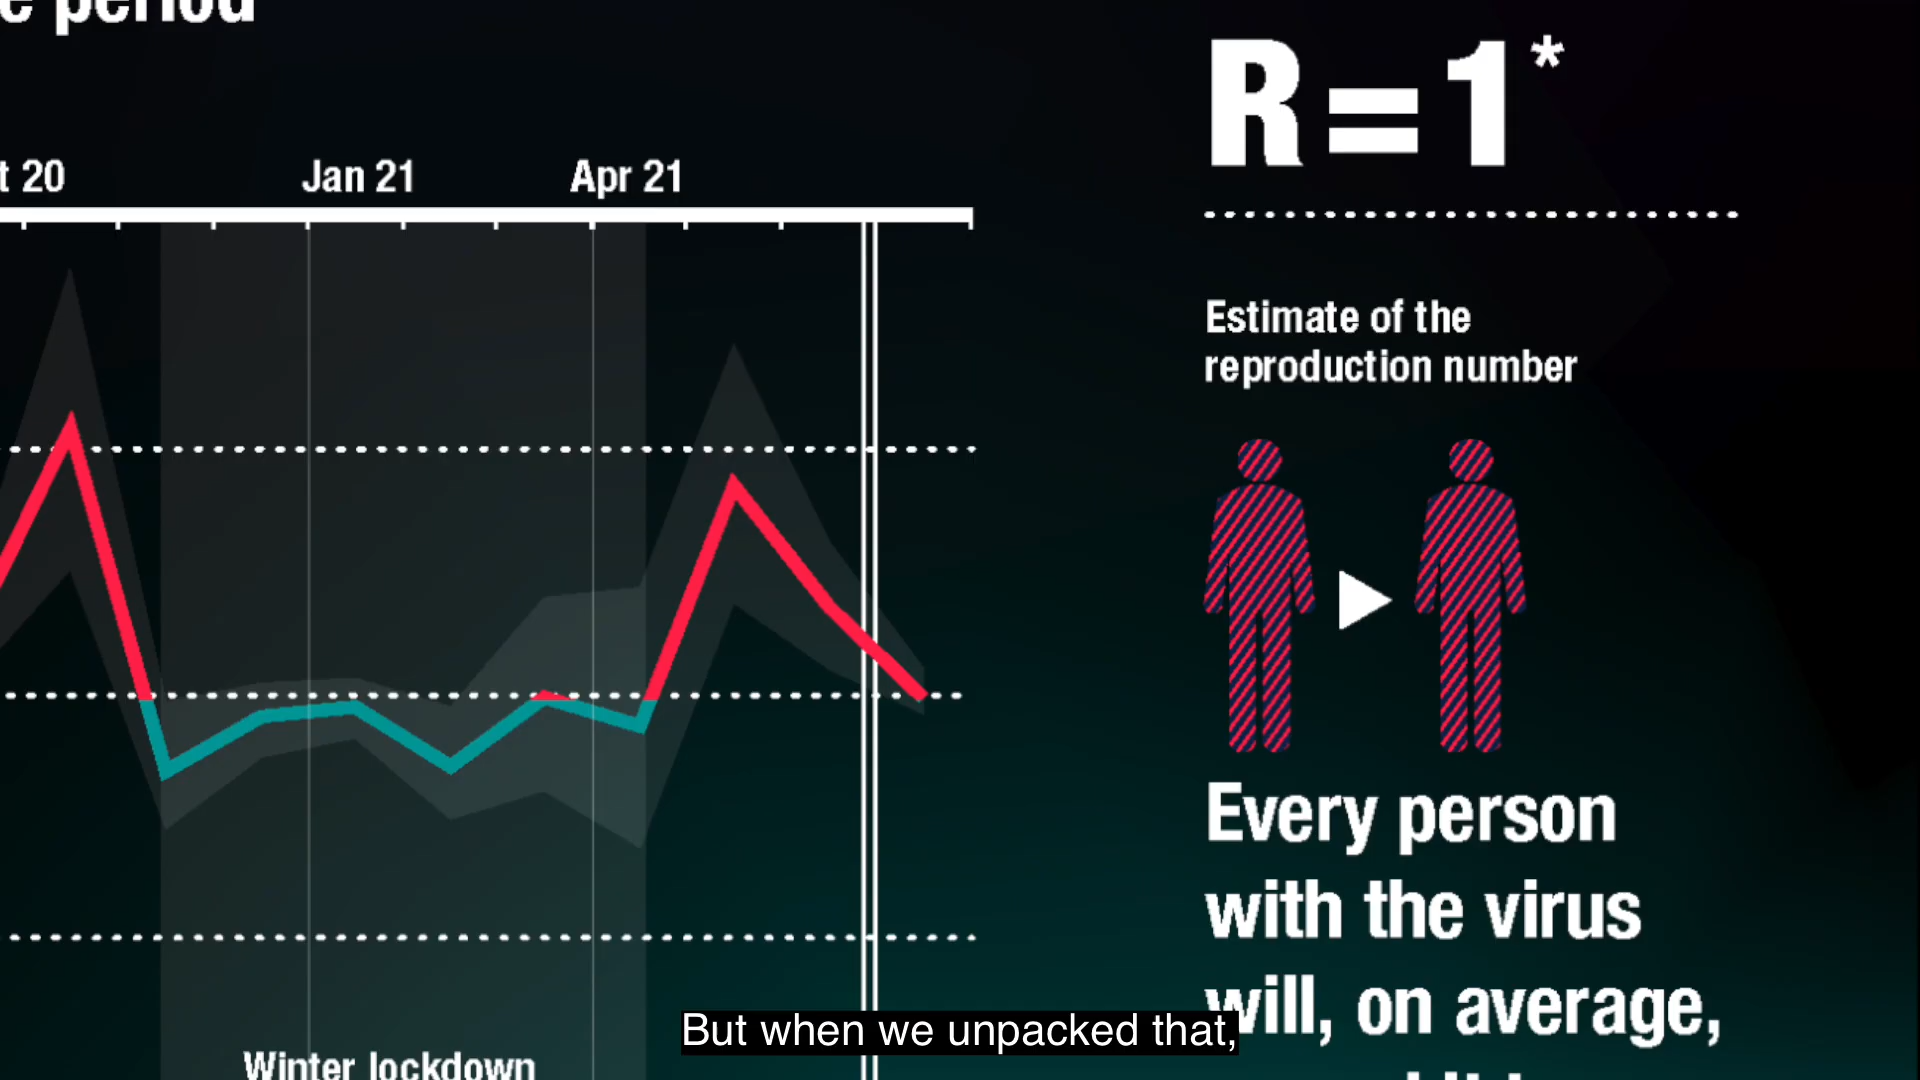 e period
t 20 Jan 21 Apr 21
Winter lockdown
R=1*
Estimate of the
reproduction number
Every person
with the virus
will, on average,
But when we unpacked that,